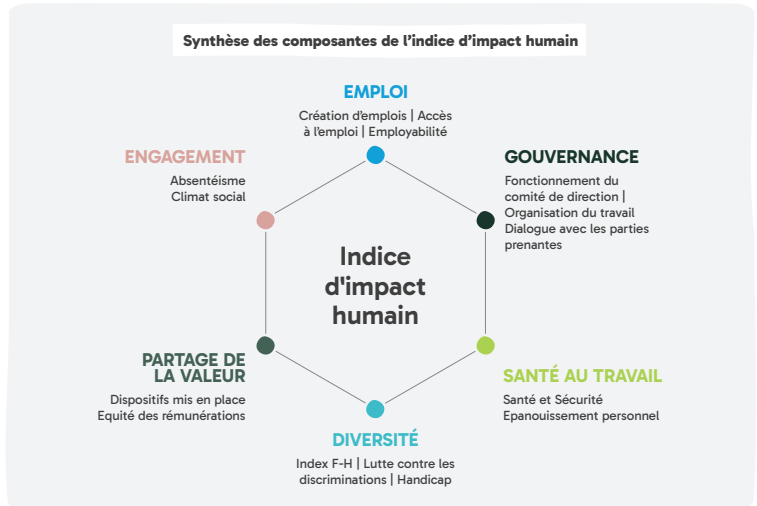 Synthèse des composantes de l’indice d’impact humain
EMPLOI
Création d’emplois | Accès
à l’emploi | Employabilité
ENGAGEMENT
Absentéisme
Climat social
GOUVERNANCE
Fonctionnement du
comité de direction |
Organisation du travail
Dialogue avec les parties
prenantes
Indice
d'impact
humain
PARTAGE DE
LA VALEUR
Dispositifs mis en place
Equité des rémunérations
SANTÉ AU TRAVAIL
Santé et Sécurité
Epanouissement personnel
DIVERSITÉ
Index F-H | Lutte contre les
discriminations | Handicap